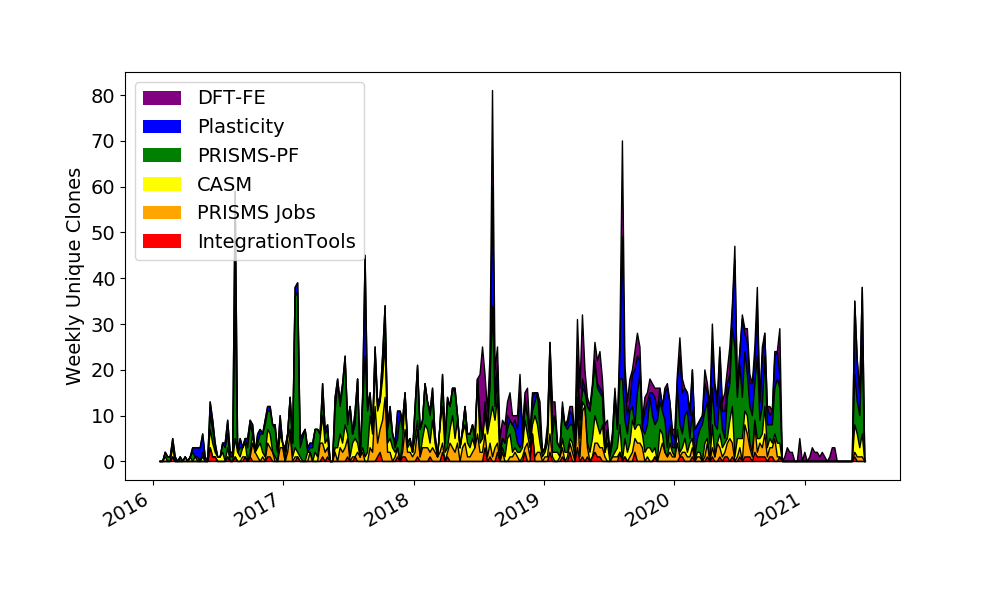 DFT-FE
Plasticity
PRISMS-PF
CASM
PRISMS Jobs
IntegrationTools
Weekly Unique Clones
80
70
60
50
40
30
20
10
0
2016
2017
2018
2019
2020
2021